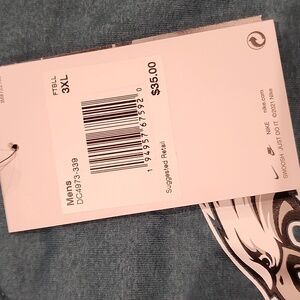 FTBLL
3XL
1 94957 67592 0
$35.00
Suggested Retail
Mens
DC4973-339
NIKE nike.com
SWOOSH JUST DO IT ©2021 Nike